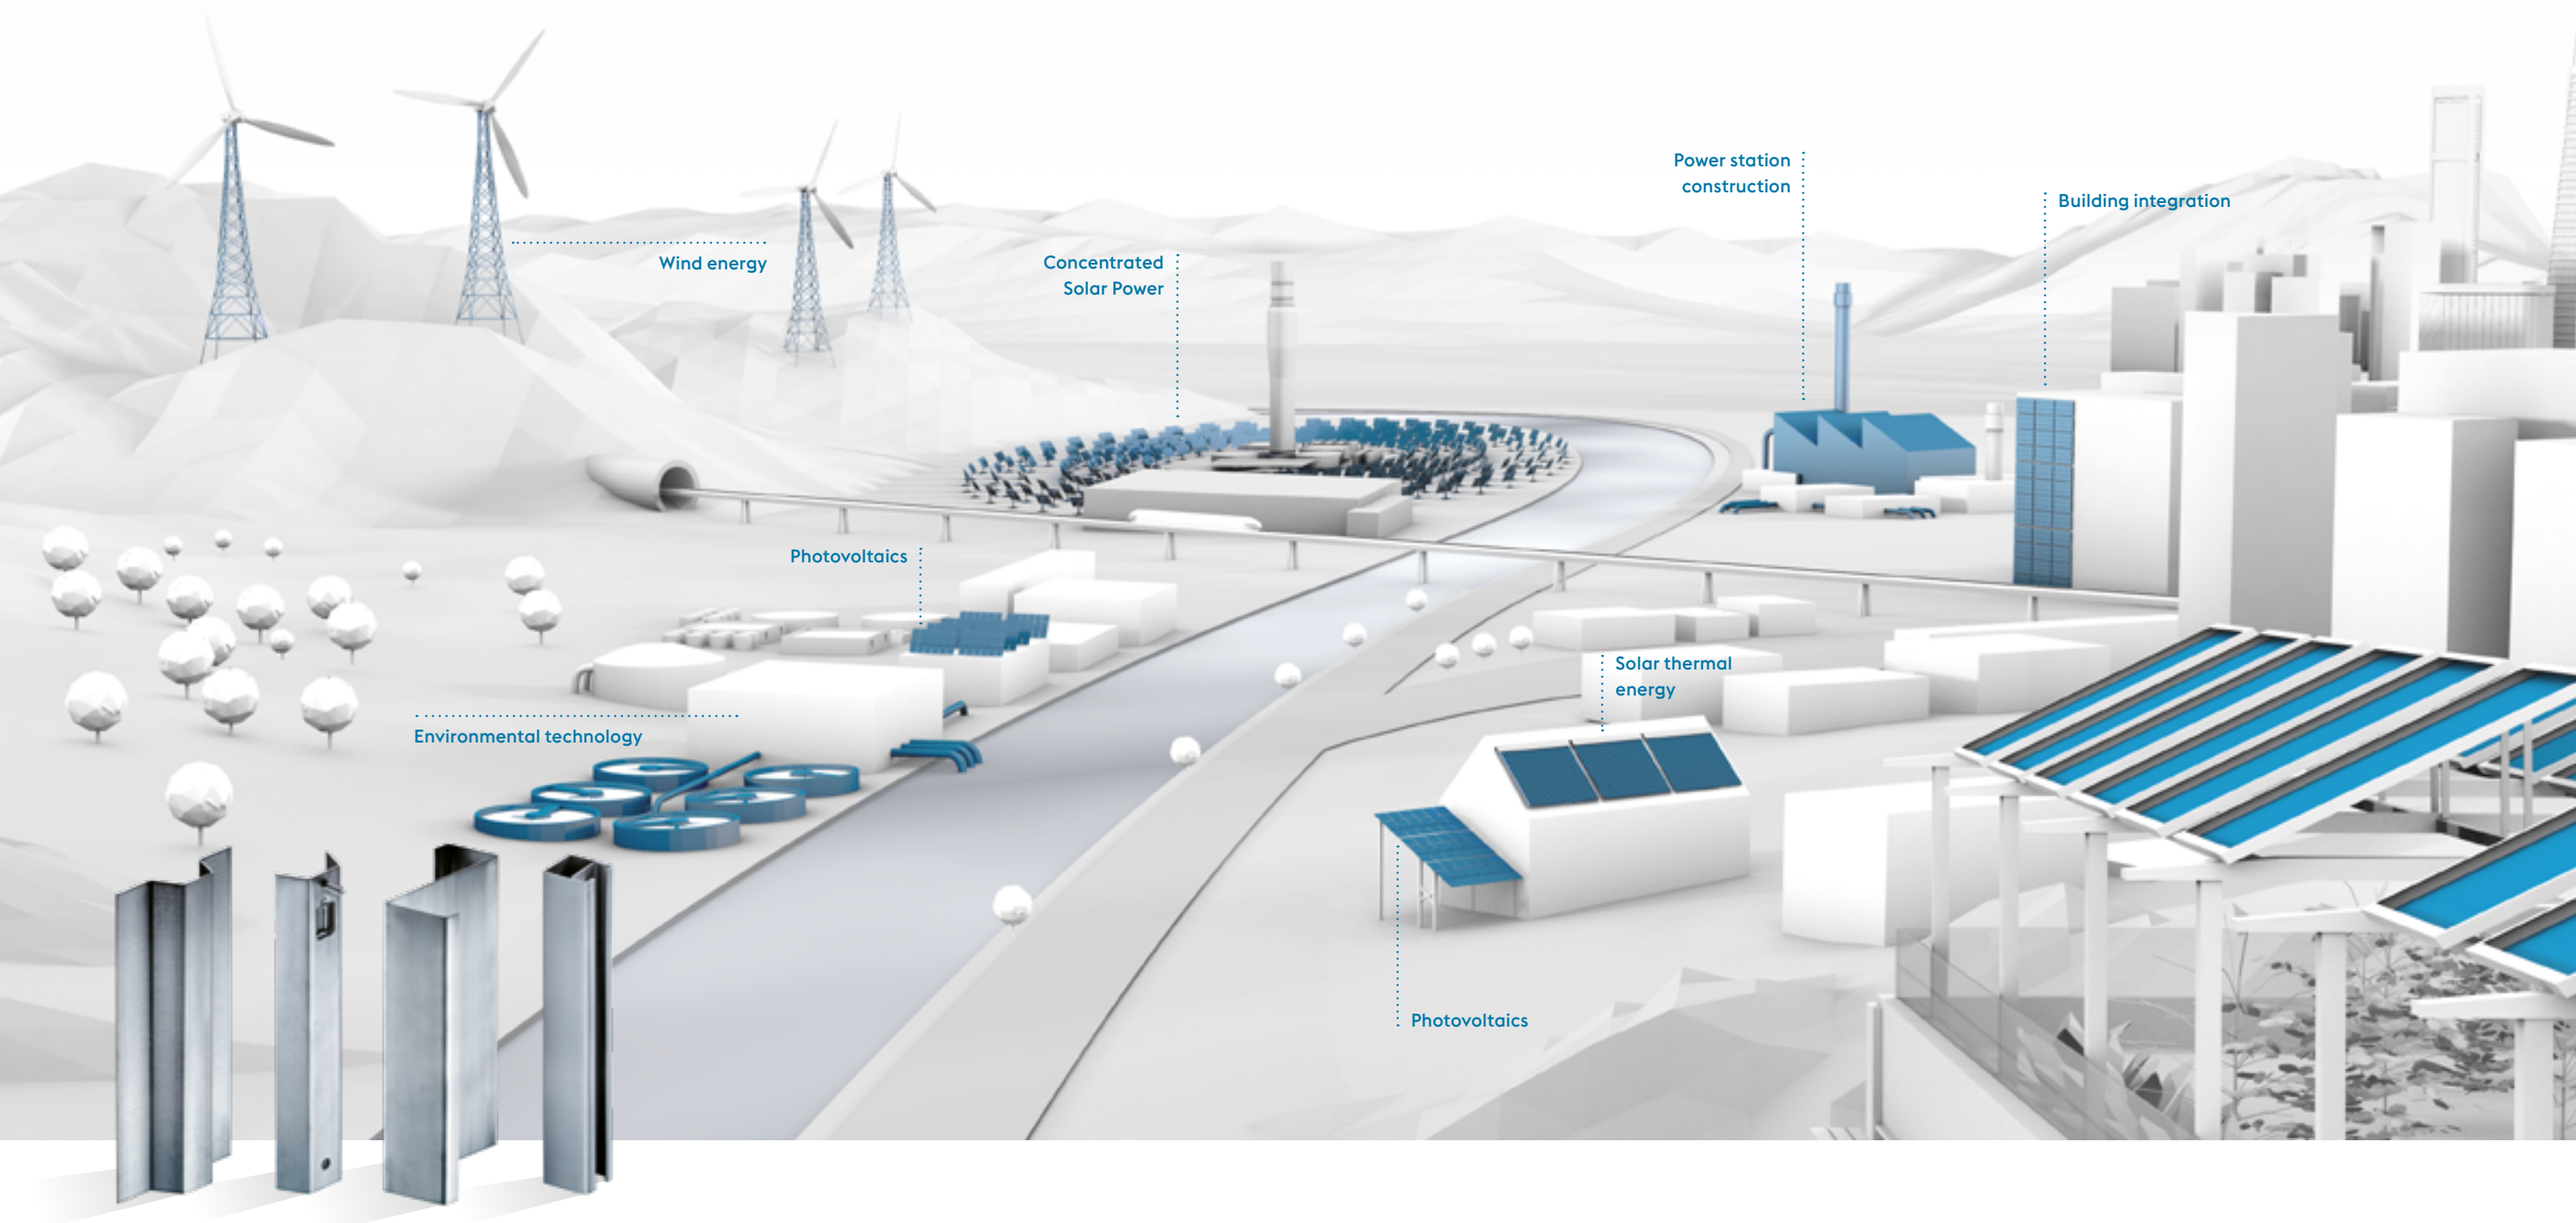 Power station
construction
Building integration
Wind energy
Concentrated
Solar Power
Photovoltaics
Solar thermal
energy
Environmental technology
Photovoltaics